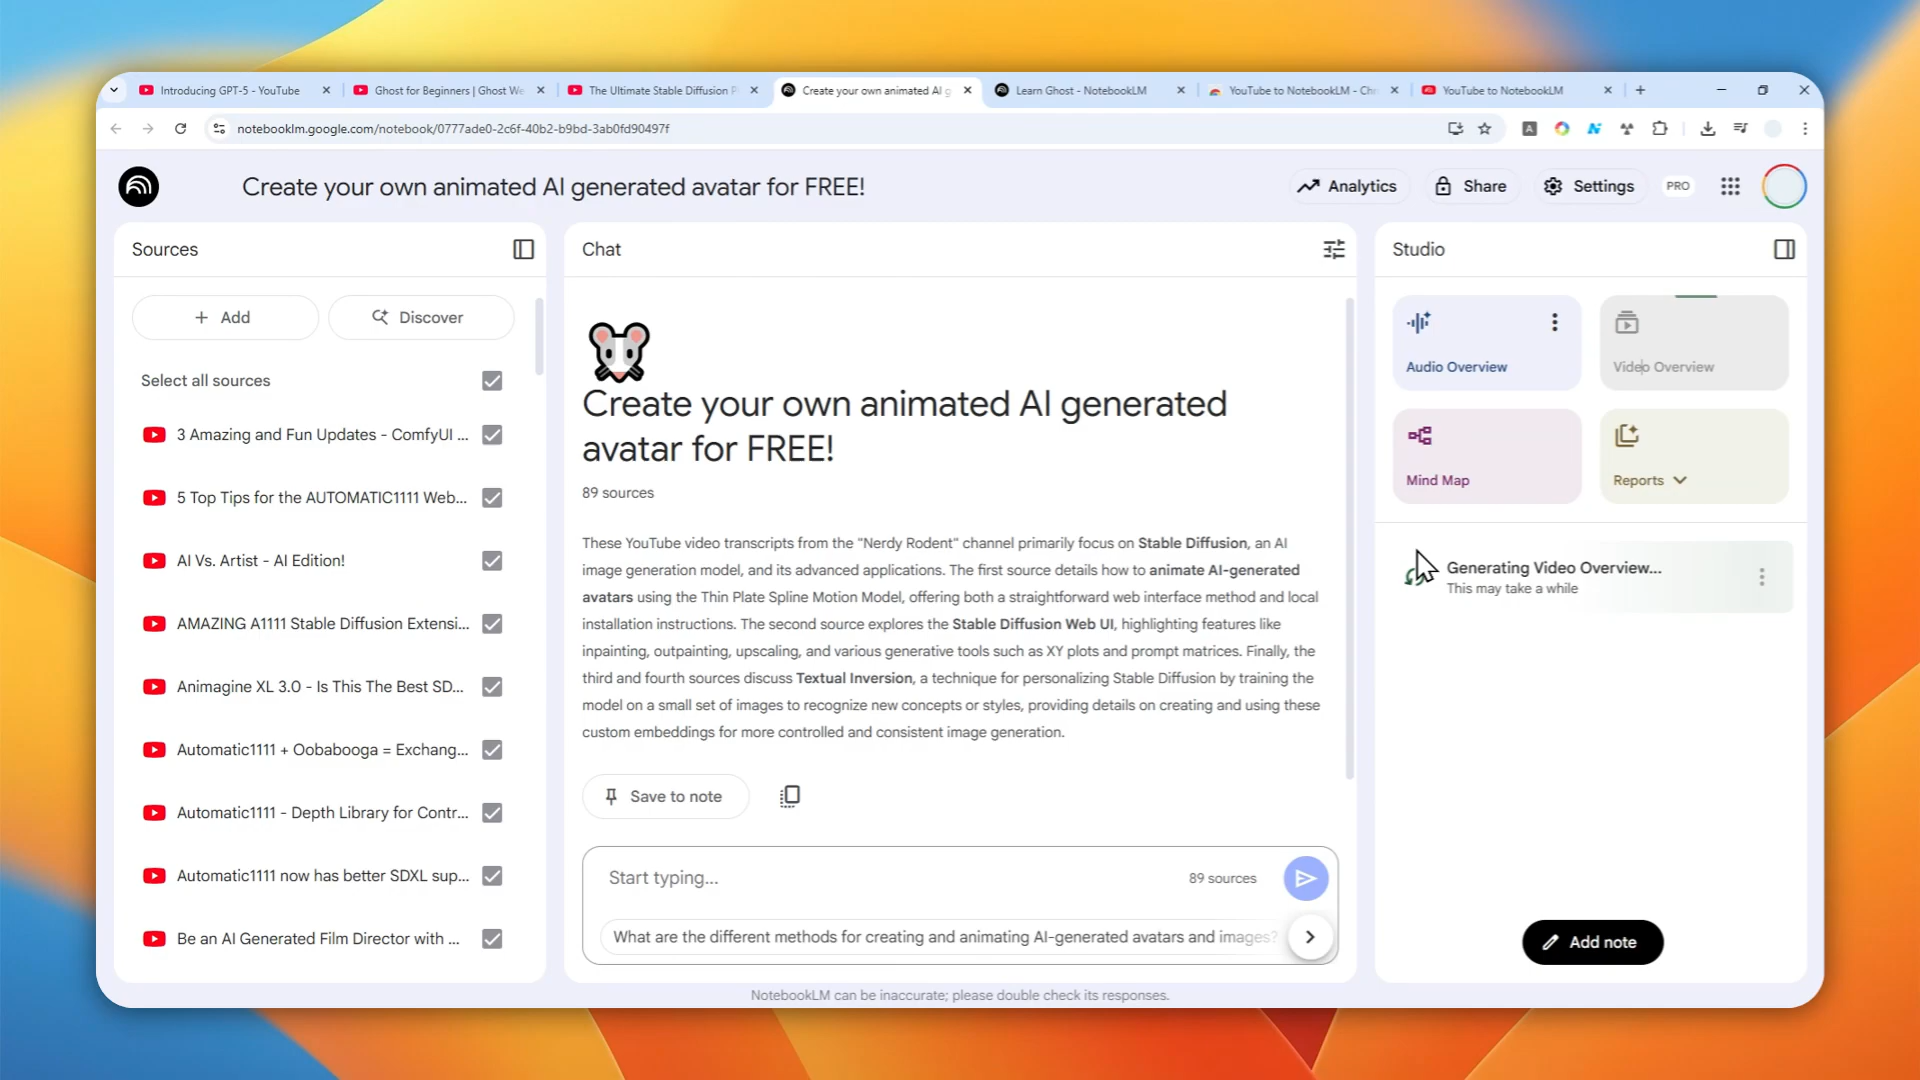 Introducing GPT-5 - YouTube
Ghost for Beginners | Ghost We
The Ultimate Stable Diffusion P
Create your own animated AI g
Learn Ghost - NotebookLM
YouTube to NotebookLM - Chr
YouTube to NotebookLM
notebooklm.google.com/notebook/0777ade0-2c6f-40b2-b9bd-3ab0fd90497f
Create your own animated AI generated avatar for FREE!
Analytics
Share
Settings
PRO
Sources
Add
Discover
Select all sources
3 Amazing and Fun Updates - ComfyUI ...
5 Top Tips for the AUTOMATIC1111 Web...
AI Vs. Artist - AI Edition!
AMAZING A1111 Stable Diffusion Extensi...
Animagine XL 3.0 - Is This The Best SD...
Automatic1111 + Oobabooga = Exchang...
Automatic1111 - Depth Library for Contr...
Automatic1111 now has better SDXL sup...
Be an AI Generated Film Director with ...
Chat
Create your own animated AI generated
avatar for FREE!
89 sources
These YouTube video transcripts from the "Nerdy Rodent" channel primarily focus on Stable Diffusion, an AI
image generation model, and its advanced applications. The first source details how to animate AI-generated
avatars using the Thin Plate Spline Motion Model, offering both a straightforward web interface method and local
installation instructions. The second source explores the Stable Diffusion Web UI, highlighting features like
inpainting, outpainting, upscaling, and various generative tools such as XY plots and prompt matrices. Finally, the
third and fourth sources discuss Textual Inversion, a technique for personalizing Stable Diffusion by training the
model on a small set of images to recognize new concepts or styles, providing details on creating and using these
custom embeddings for more controlled and consistent image generation.
Save to note
Start typing...
89 sources
What are the different methods for creating and animating AI-generated avatars and images?
NotebookLM can be inaccurate; please double check its responses.
Studio
Audio Overview
Video Overview
Mind Map
Reports
Generating Video Overview...
This may take a while
Add note